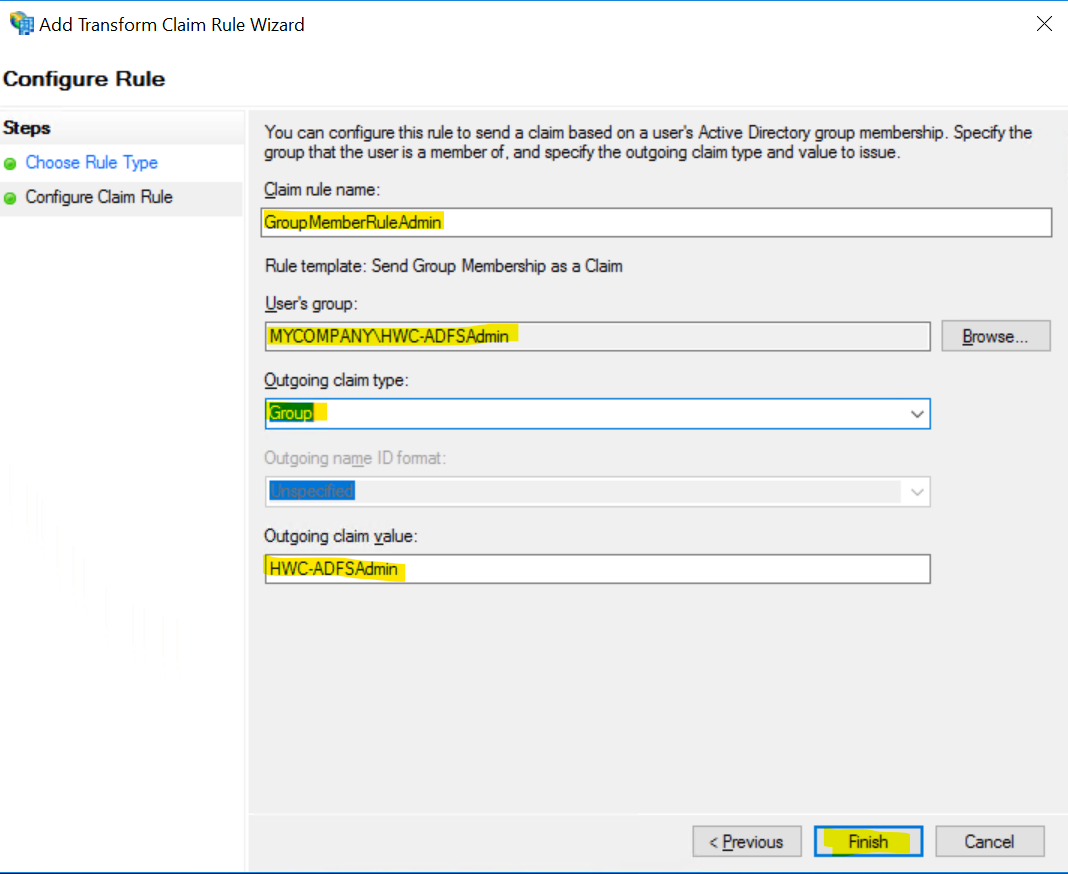 Add Transform Claim Rule Wizard
Configure Rule
Steps
Choose Rule Type
Configure Claim Rule
You can configure this rule to send a claim based on a user's Active Directory group membership. Specify the
group that the user is a member of, and specify the outgoing claim type and value to issue.
Claim rule name:
GroupMemberRuleAdmin
Rule template: Send Group Membership as a Claim
User's group:
MYCOMPANY\HWC-ADFSAdmin
Browse...
Outgoing claim type:
Group
Outgoing name ID format:
Unspecified
Outgoing claim value:
HWC-ADFSAdmin
< Previous
Finish
Cancel